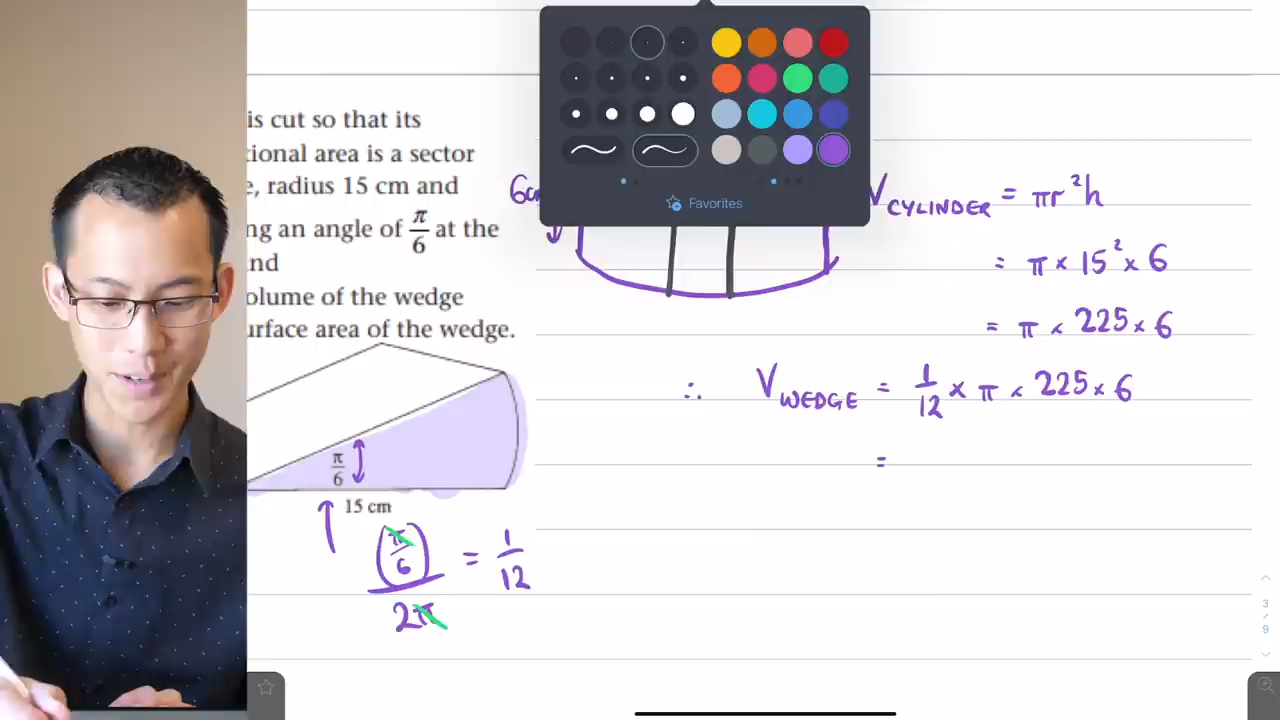 is cut so that its
tional area is a sector
e, radius 15 cm and
ng an angle of π/6 at the
nd
olume of the wedge
urface area of the wedge.
π/6
15 cm
(π/6)/2π = 1/12
Favorites
V CYLINDER = πr²h
= π × 15² × 6
= π × 225 × 6
∴ V WEDGE = 1/12 × π × 225 × 6
=
3
/
9